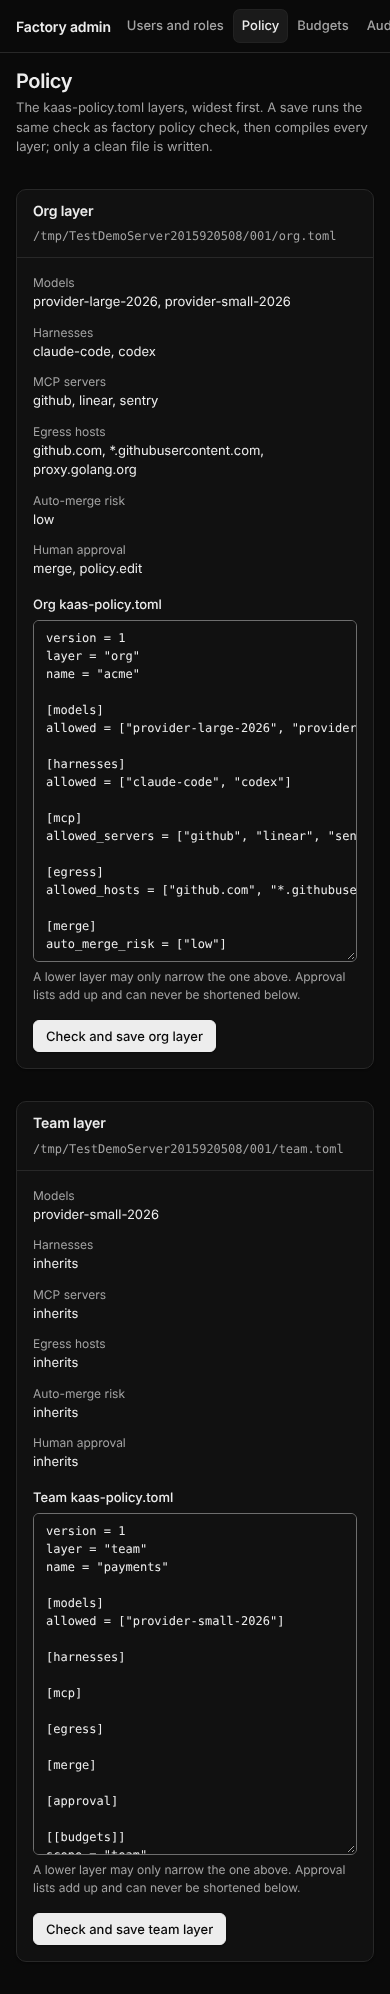 Factory admin Users and roles Policy Budgets
Policy
The kaas-policy.toml layers, widest first. A save runs the
same check as factory policy check, then compiles every
layer; only a clean file is written.
Org layer
/tmp/TestDemoServer2015920508/001/org.toml
Models
provider-large-2026, provider-small-2026
Harnesses
claude-code, codex
MCP servers
github, linear, sentry
Egress hosts
github.com, *.githubusercontent.com,
proxy.golang.org
Auto-merge risk
low
Human approval
merge, policy.edit
Org kaas-policy.toml
version = 1
layer = "org"
name = "acme"
[models]
allowed = ["provider-large-2026", "provider
[harnesses]
allowed = ["claude-code", "codex"]
[mcp]
allowed_servers = ["github", "linear", "sen
[egress]
allowed_hosts = ["github.com", "*.githubuse
[merge]
auto_merge_risk = ["low"]
A lower layer may only narrow the one above. Approval
lists add up and can never be shortened below.
Check and save org layer
Team layer
/tmp/TestDemoServer2015920508/001/team.toml
Models
provider-small-2026
Harnesses
inherits
MCP servers
inherits
Egress hosts
inherits
Auto-merge risk
inherits
Human approval
inherits
Team kaas-policy.toml
version = 1
layer = "team"
name = "payments"
[models]
allowed = ["provider-small-2026"]
[harnesses]
[mcp]
[egress]
[merge]
[approval]
[[budgets]]
scope = "team"
A lower layer may only narrow the one above. Approval
lists add up and can never be shortened below.
Check and save team layer